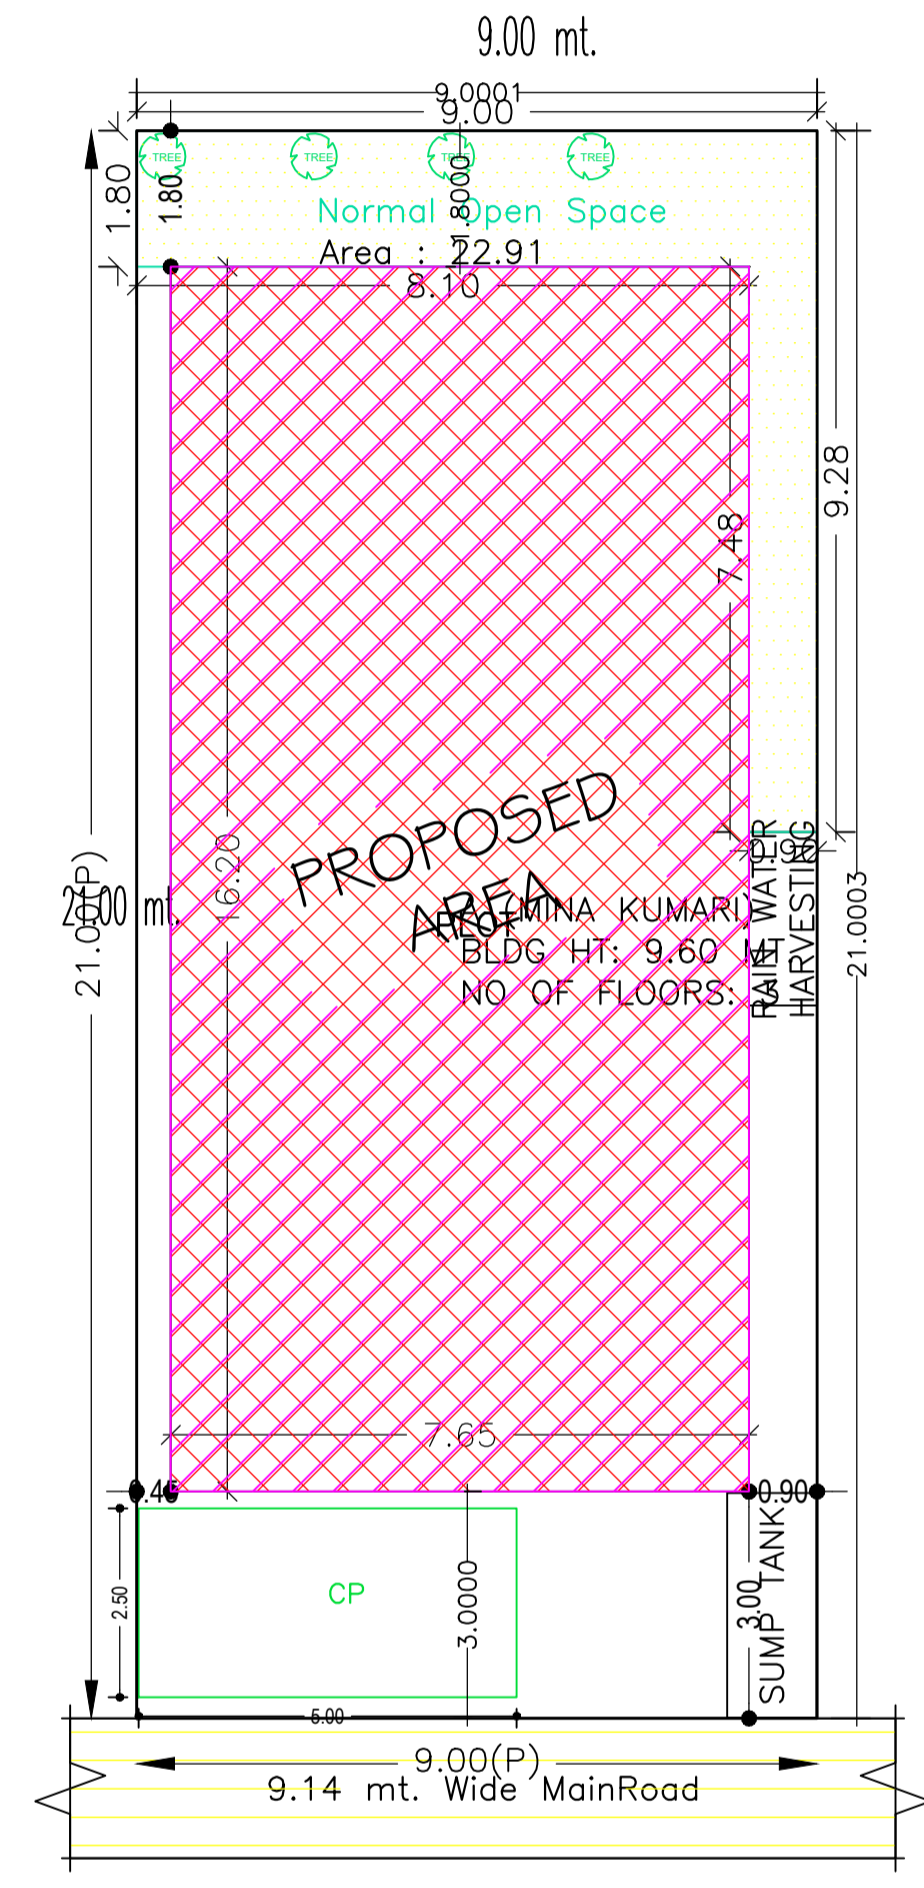 9.00 mt.
9.0001
9.00
TREE
TREE
TREE
TREE
1.80
1.80
1.8000
Normal Open Space
Area : 22.91
8.10
9.28
7.48
PROPOSED
AREA
16.20
21.00(P)
21.00 mt.
PLOT
A (MINA KUMARI)
BLDG HT: 9.60 MT
NO OF FLOORS: 3
0.90
RAIN WATER
HARVESTING
21.0003
7.65
0.45
0.90
CP
2.50
3.0000
3.00
SUMP TANK
5.00
9.00(P)
9.14 mt. Wide MainRoad